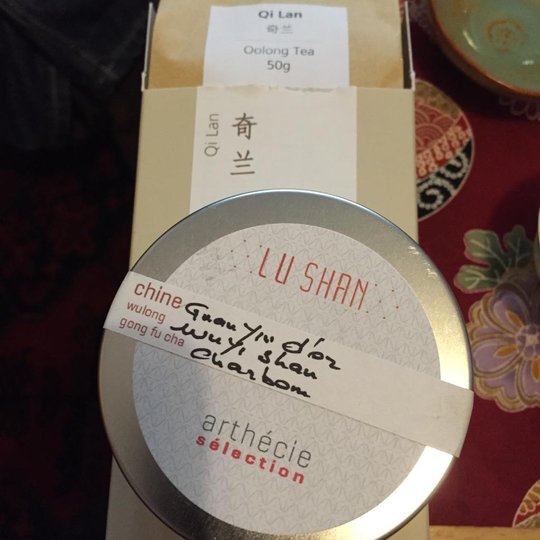 Qi Lan
奇兰
Oolong Tea
50g
Qi Lan
奇兰
LU SHAN
chine
wulong
gong fu cha
Guan Yin d'or
Wuyi Shan
Charbom
arthécie
sélection